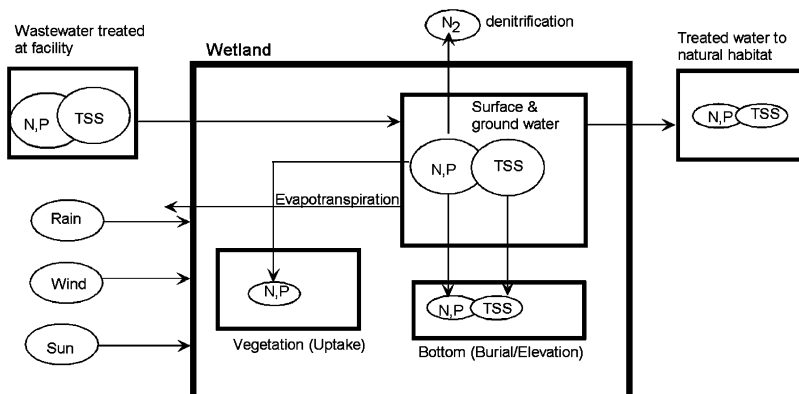 Wastewater treated
at facility
N,P
TSS
Wetland
N2
denitrification
Treated water to
natural habitat
N,P
TSS
Surface &
ground water
N,P
TSS
Evapotranspiration
Rain
Wind
Sun
N,P
Vegetation (Uptake)
N,P
TSS
Bottom (Burial/Elevation)